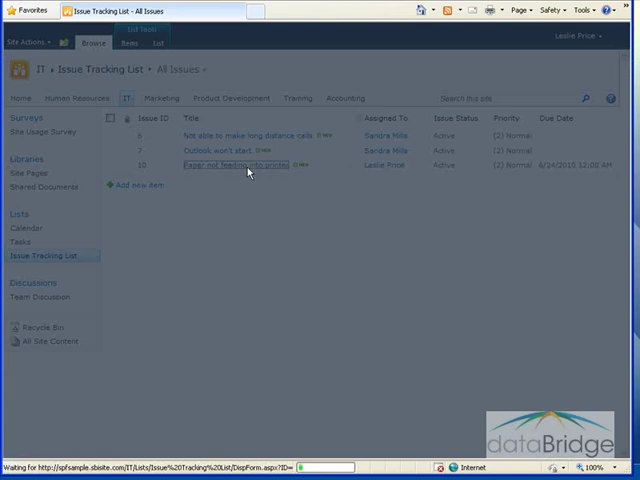 Favorites
Issue Tracking List - All Issues
Page
Safety
Tools
List Tools
Leslie Price
Site Actions
Browse
Items
List
IT
Issue Tracking List
All Issues
Home
Human Resources
IT
Marketing
Product Development
Training
Accounting
Search this site...
Surveys
Site Usage Survey
Libraries
Site Pages
Shared Documents
Lists
Calendar
Tasks
Issue Tracking List
Discussions
Team Discussion
Recycle Bin
All Site Content
Issue ID Title Assigned To Issue Status Priority Due Date
6 Not able to make long distance calls NEW Sandra Mills Active (2) Normal
7 Outlook won't start NEW Sandra Mills Active (2) Normal
10 Paper not feeding into printer NEW Leslie Price Active (2) Normal 6/24/2010 12:00 AM
Add new item
dataBridge
Waiting for http://spfsample.sbisite.com/IT/Lists/Issue%20Tracking%20List/DispForm.aspx?ID=
Internet
100%